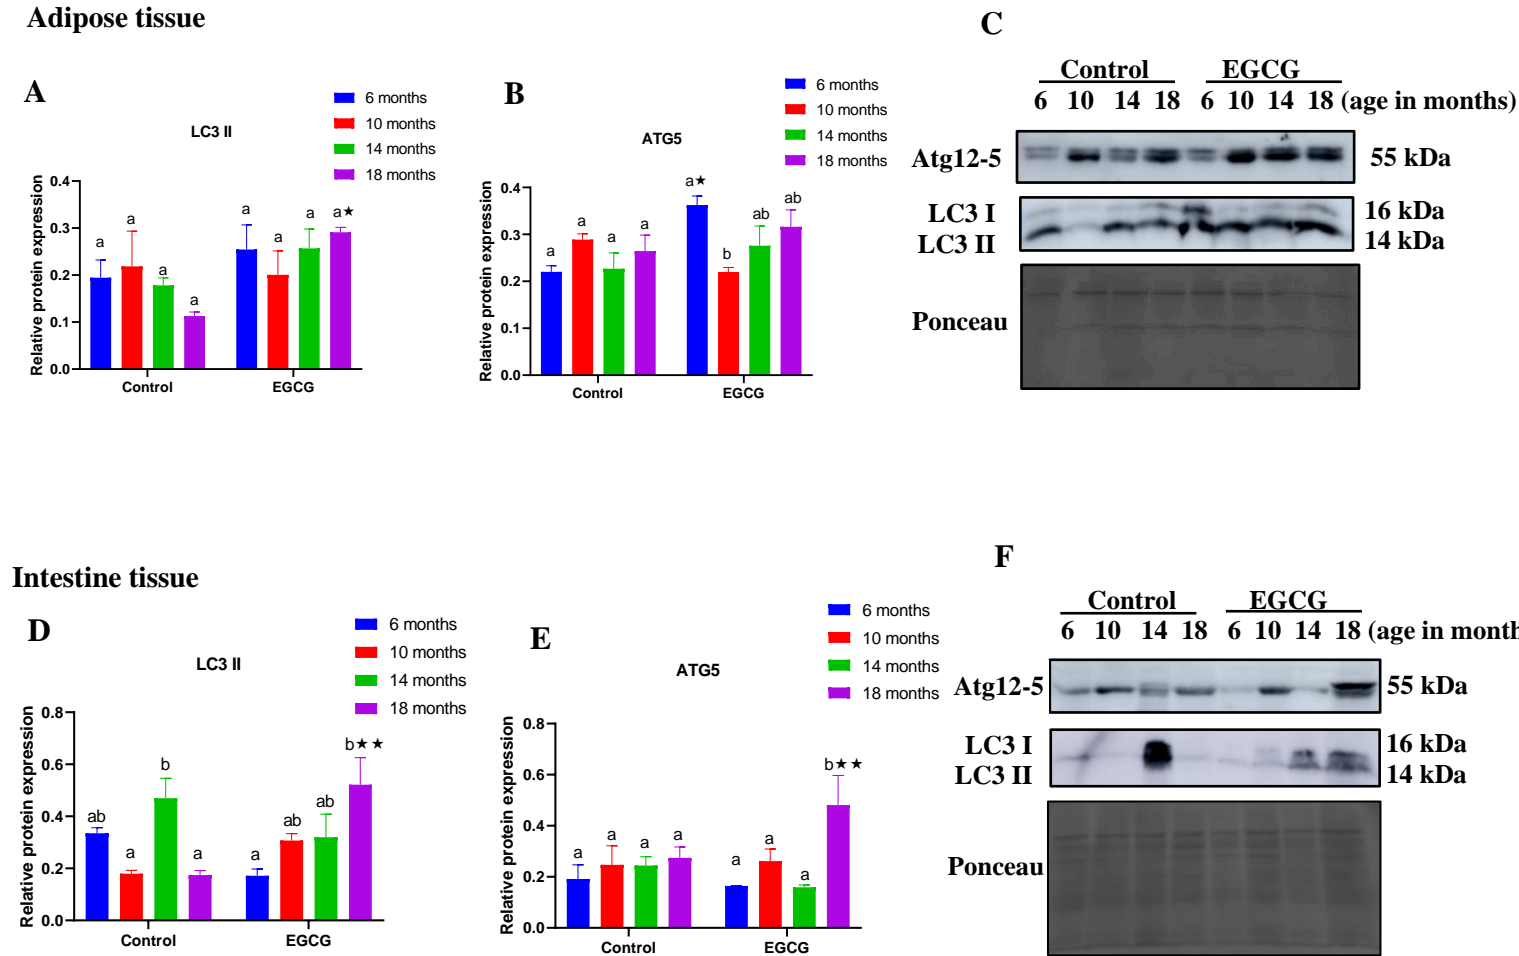 Adipose tissue
A
LC3 II
6 months
10 months
14 months
18 months
Relative protein expression
0.4
0.3
0.2
0.1
0.0
a a a a a a a a★
Control EGCG
B
ATG5
6 months
10 months
14 months
18 months
Relative protein expression
0.4
0.3
0.2
0.1
0.0
a a a a a★ b ab ab
Control EGCG
C
Control EGCG
6 10 14 18 6 10 14 18 (age in months)
Atg12-5 55 kDa
LC3 I 16 kDa
LC3 II 14 kDa
Ponceau
Intestine tissue
D
LC3 II
6 months
10 months
14 months
18 months
Relative protein expression
0.8
0.6
0.4
0.2
0.0
ab a b a a ab ab b★★
Control EGCG
E
ATG5
6 months
10 months
14 months
18 months
Relative protein expression
0.8
0.6
0.4
0.2
0.0
a a a a a a a b★★
Control EGCG
F
Control EGCG
6 10 14 18 6 10 14 18 (age in month
Atg12-5 55 kDa
LC3 I 16 kDa
LC3 II 14 kDa
Ponceau